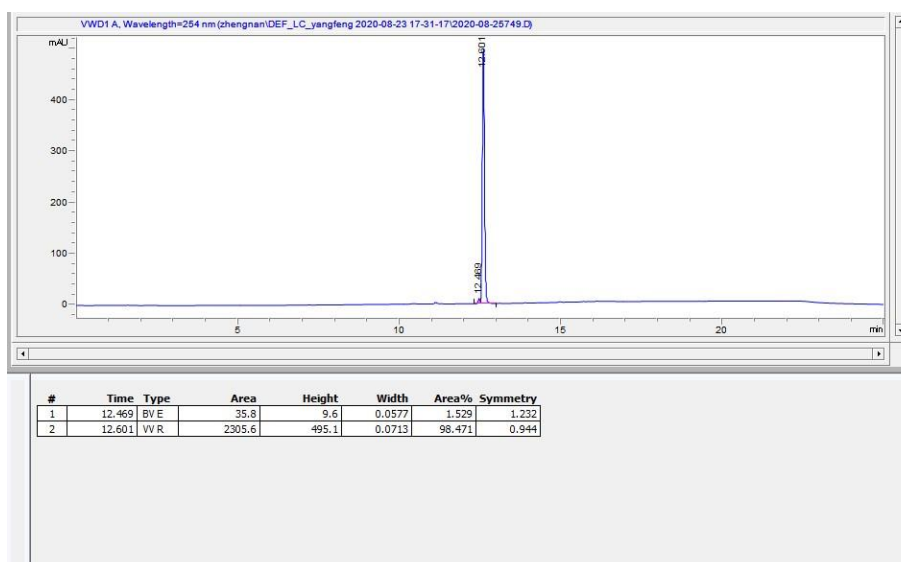 VWD1 A, Wavelength=254 nm (zhengnan\DEF_LC_yangfeng 2020-08-23 17-31-17\2020-08-25749.D)
mAU
12.601
400
300
200
100
12.469
0
5 10 15 20 min
# Time Type Area Height Width Area% Symmetry
1 12.469 BV E 35.8 9.6 0.0577 1.529 1.232
2 12.601 VV R 2305.6 495.1 0.0713 98.471 0.944